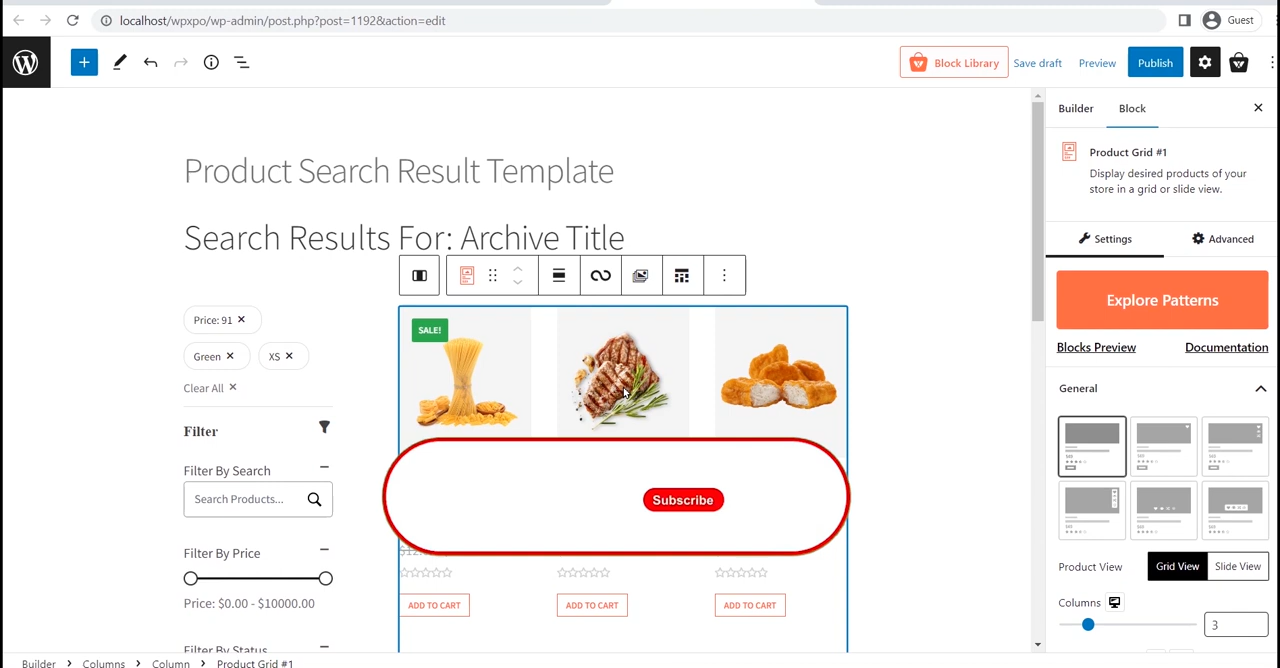 localhost/wpxpo/wp-admin/post.php?post=1192&action=edit
Guest
Block Library
Save draft
Preview
Publish
Builder
Block
Product Grid #1
Display desired products of your
store in a grid or slide view.
Settings
Advanced
Explore Patterns
Blocks Preview
Documentation
General
Product View
Grid View
Slide View
Columns
3
Product Search Result Template
Search Results For: Archive Title
Price: 91
Green
XS
Clear All
Filter
Filter By Search
Search Products...
Filter By Price
Price: $0.00 - $10000.00
Filter By Status
SALE!
Subscribe
ADD TO CART
ADD TO CART
ADD TO CART
Builder
Columns
Column
Product Grid #1